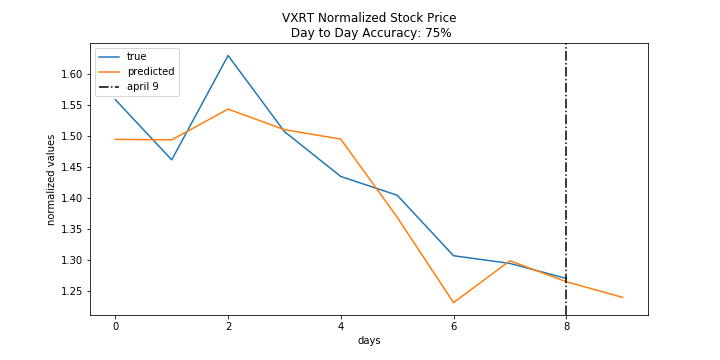 VXRT Normalized Stock Price
Day to Day Accuracy: 75%
true
predicted
april 9
normalized values
1.60
1.55
1.50
1.45
1.40
1.35
1.30
1.25
0
2
4
6
8
days